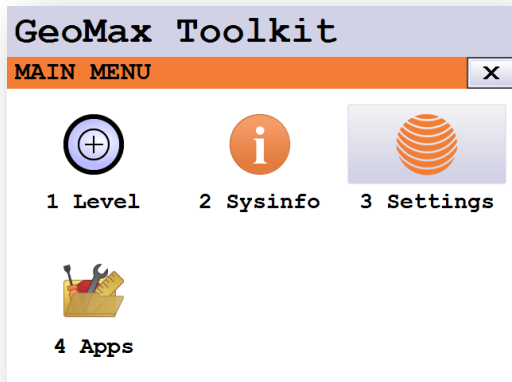 GeoMax Toolkit
MAIN MENU
X
1 Level
2 Sysinfo
3 Settings
4 Apps